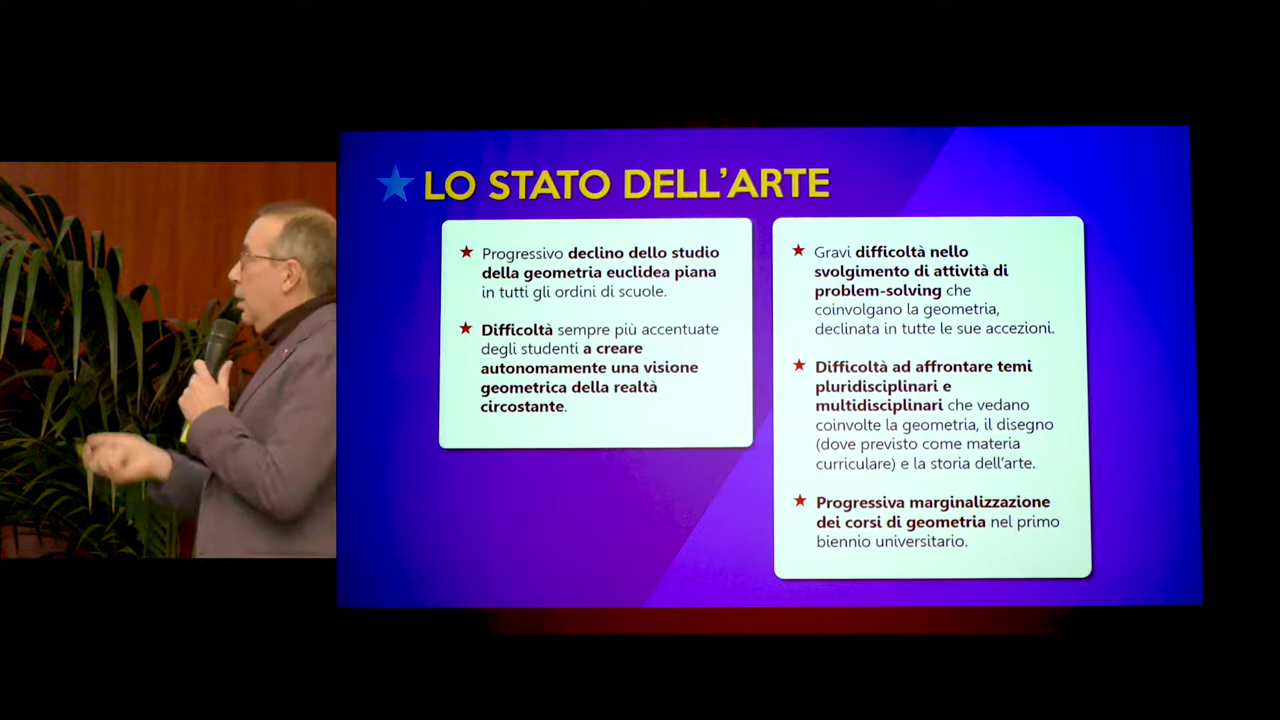 LO STATO DELL'ARTE
Progressivo declino dello studio
della geometria euclidea piana
in tutti gli ordini di scuole.
Difficoltà sempre più accentuate
degli studenti a creare
autonomamente una visione
geometrica della realtà
circostante.
Gravi difficoltà nello
svolgimento di attività di
problem-solving che
coinvolgano la geometria,
declinata in tutte le sue accezioni.
Difficoltà ad affrontare temi
pluridisciplinari e
multidisciplinari che vedano
coinvolte la geometria, il disegno
(dove previsto come materia
curriculare) e la storia dell'arte.
Progressiva marginalizzazione
dei corsi di geometria nel primo
biennio universitario.